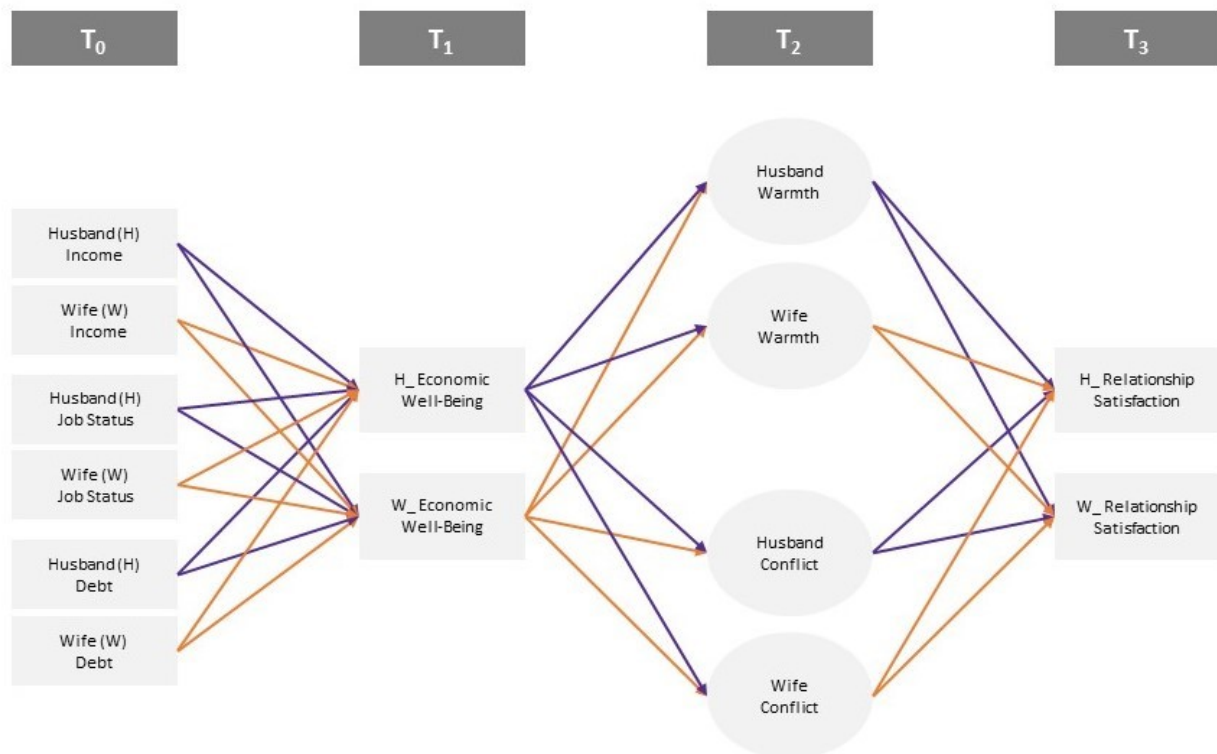 T₀
T₁
T₂
T₃
Husband (H)
Income
Wife (W)
Income
Husband (H)
Job Status
Wife (W)
Job Status
Husband (H)
Debt
Wife (W)
Debt
H_ Economic
Well-Being
W_ Economic
Well-Being
Husband
Warmth
Wife
Warmth
Husband
Conflict
Wife
Conflict
H_ Relationship
Satisfaction
W_ Relationship
Satisfaction